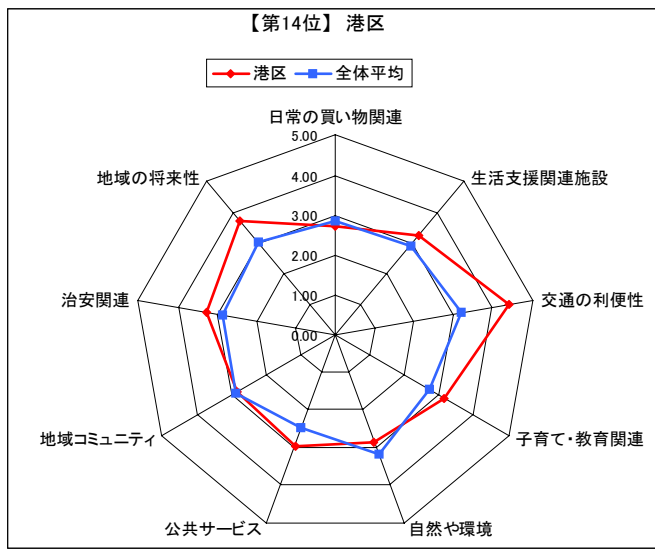 【第14位】 港区
港区 全体平均
日常の買い物関連
生活支援関連施設
交通の利便性
子育て・教育関連
自然や環境
公共サービス
地域コミュニティ
治安関連
地域の将来性
5.00
4.00
3.00
2.00
1.00
0.00